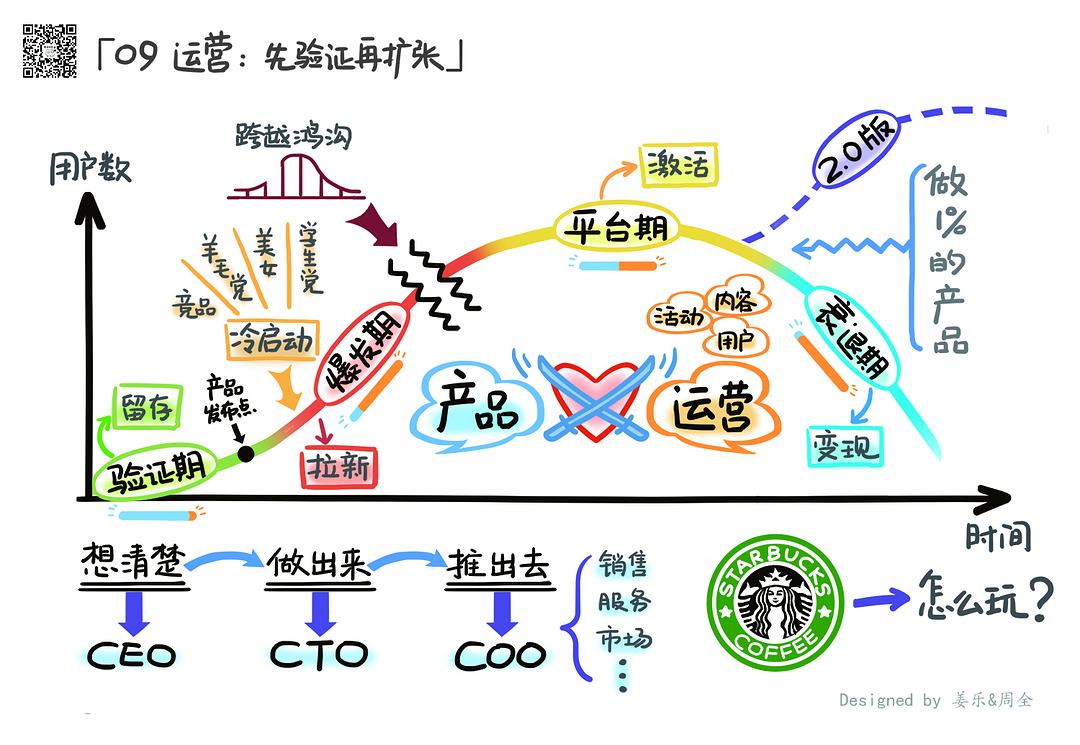 「09 运营：先验证再扩张」
用户数
跨越鸿沟
激活
2.0版
做1%的产品
平台期
羊毛党
美女
学生党
竞品
冷启动
爆发期
活动
内容
用户
衰退期
产品
运营
产品
发布点
留存
验证期
拉新
变现
时间
想清楚
做出来
推出去
CEO
CTO
COO
销售
服务
市场
⋮
STARBUCKS
COFFEE
怎么玩？
Designed by 姜乐&周全